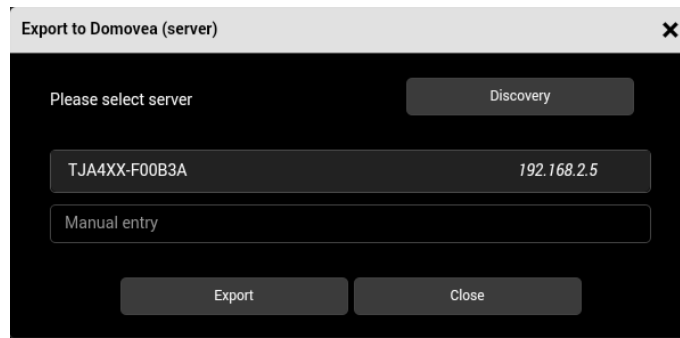 Export to Domovea (server)
Please select server
Discovery
TJA4XX-F00B3A
192.168.2.5
Manual entry
Export
Close